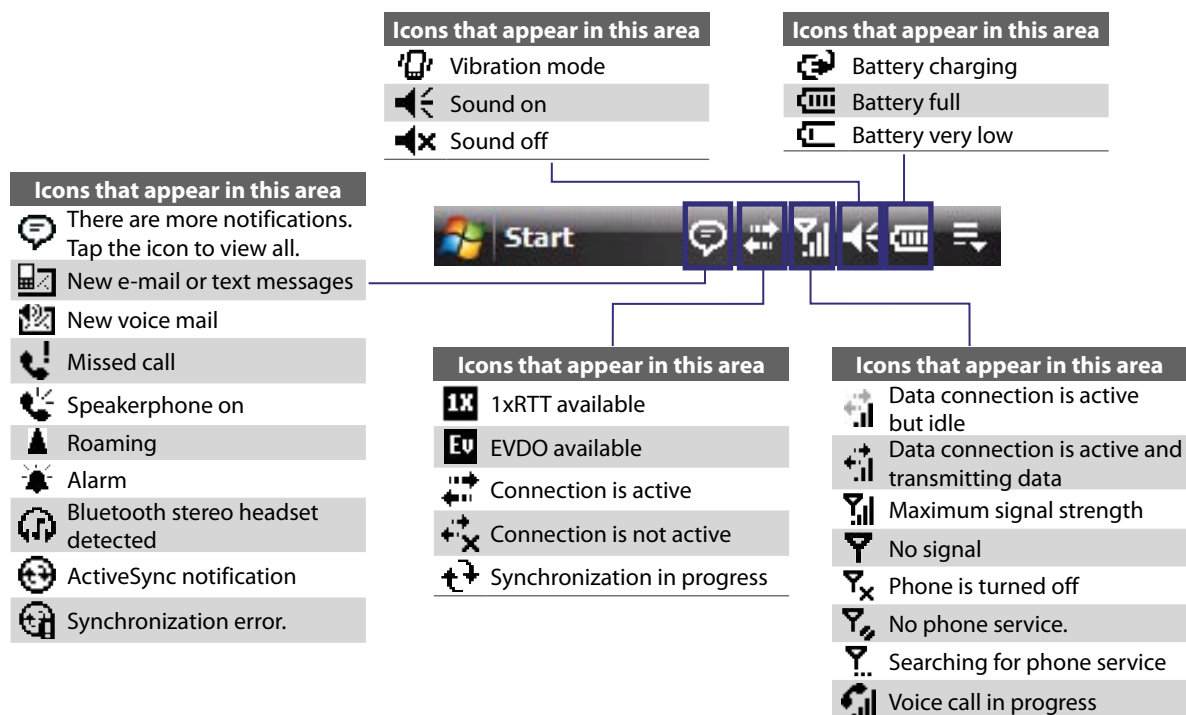 Icons that appear in this area
Vibration mode
Sound on
Sound off
Icons that appear in this area
Battery charging
Battery full
Battery very low
Icons that appear in this area
There are more notifications.
Tap the icon to view all.
New e-mail or text messages
New voice mail
Missed call
Speakerphone on
Roaming
Alarm
Bluetooth stereo headset
detected
ActiveSync notification
Synchronization error.
Start
Icons that appear in this area
1X 1xRTT available
Ev EVDO available
Connection is active
Connection is not active
Synchronization in progress
Icons that appear in this area
Data connection is active
but idle
Data connection is active and
transmitting data
Maximum signal strength
No signal
Phone is turned off
No phone service.
Searching for phone service
Voice call in progress